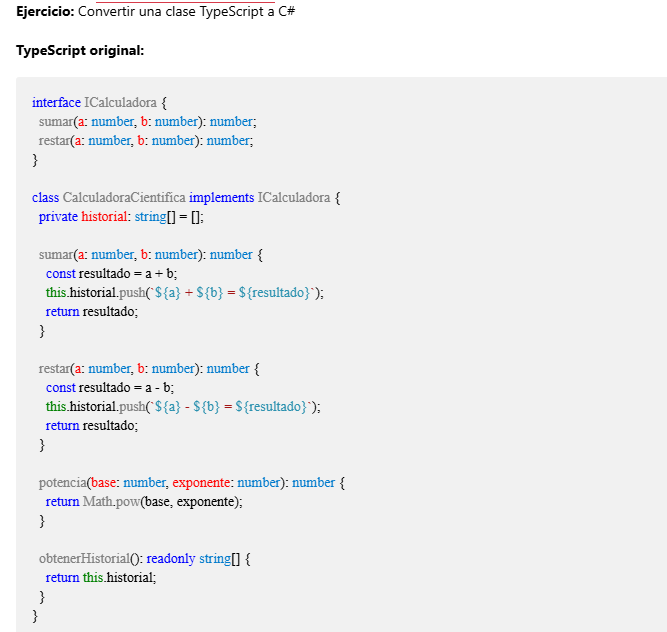 Ejercicio: Convertir una clase TypeScript a C#
TypeScript original:
interface ICalculadora {
  sumar(a: number, b: number): number;
  restar(a: number, b: number): number;
}

class CalculadoraCientifica implements ICalculadora {
  private historial: string[] = [];

  sumar(a: number, b: number): number {
    const resultado = a + b;
    this.historial.push(`${a} + ${b} = ${resultado}`);
    return resultado;
  }

  restar(a: number, b: number): number {
    const resultado = a - b;
    this.historial.push(`${a} - ${b} = ${resultado}`);
    return resultado;
  }

  potencia(base: number, exponente: number): number {
    return Math.pow(base, exponente);
  }

  obtenerHistorial(): readonly string[] {
    return this.historial;
  }
}